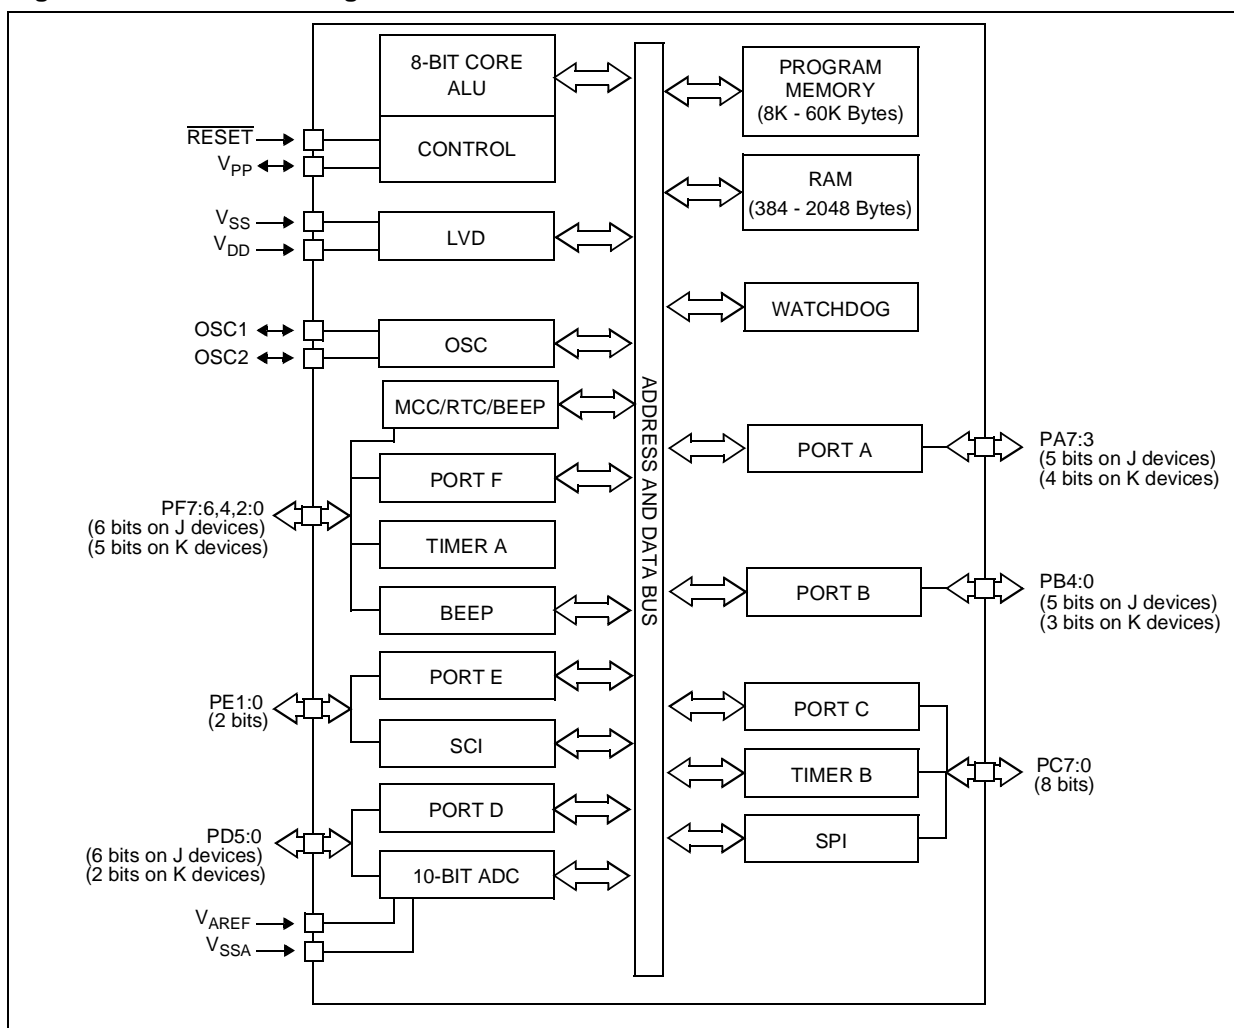 8-BIT CORE
ALU
CONTROL
RESET
VPP
VSS
VDD
LVD
OSC1
OSC2
OSC
MCC/RTC/BEEP
PORT F
TIMER A
BEEP
PF7:6,4,2:0
(6 bits on J devices)
(5 bits on K devices)
PORT E
SCI
PE1:0
(2 bits)
PORT D
10-BIT ADC
PD5:0
(6 bits on J devices)
(2 bits on K devices)
VAREF
VSSA
ADDRESS AND DATA BUS
PROGRAM
MEMORY
(8K - 60K Bytes)
RAM
(384 - 2048 Bytes)
WATCHDOG
PORT A
PA7:3
(5 bits on J devices)
(4 bits on K devices)
PORT B
PB4:0
(5 bits on J devices)
(3 bits on K devices)
PORT C
TIMER B
SPI
PC7:0
(8 bits)